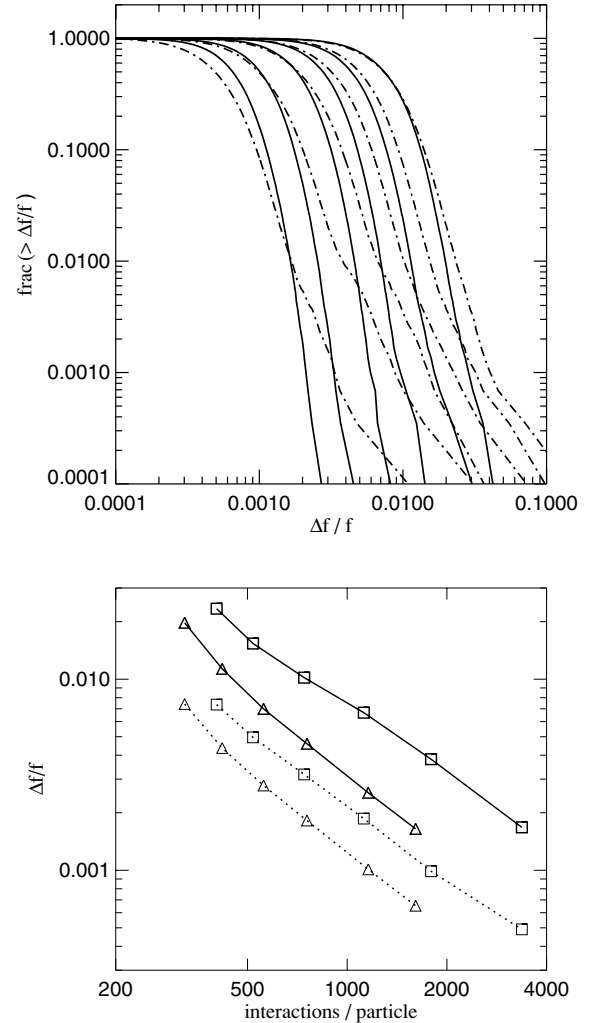 1.0000
0.1000
0.0100
0.0010
0.0001
frac (> Δf/f )
0.0001 0.0010 0.0100 0.1000
Δf / f
0.010
0.001
Δf/f
200 500 1000 2000 4000
interactions / particle